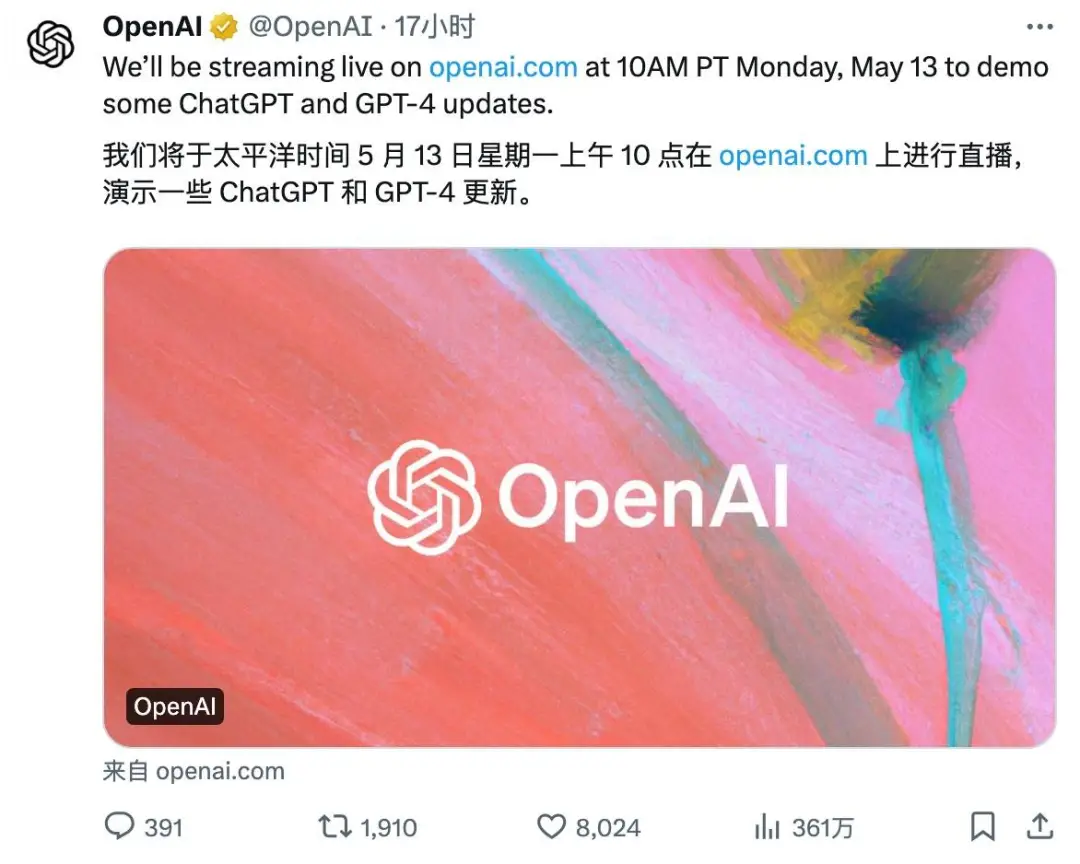 OpenAI @OpenAI · 17小时
We’ll be streaming live on openai.com at 10AM PT Monday, May 13 to demo
some ChatGPT and GPT-4 updates.
我们将于太平洋时间 5 月 13 日星期一上午 10 点在 openai.com 上进行直播，
演示一些 ChatGPT 和 GPT-4 更新。
OpenAI
OpenAI
来自 openai.com
391 1,910 8,024 361万